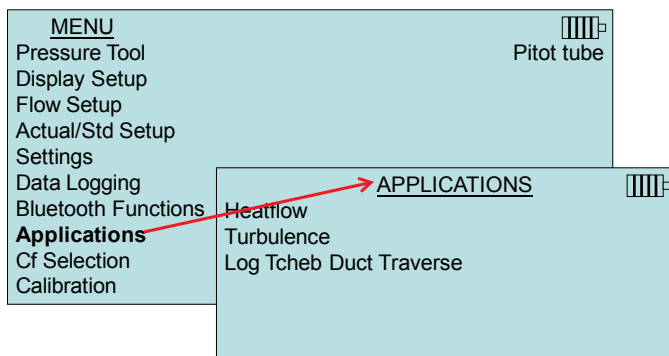 MENU
Pressure Tool
Pitot tube
Display Setup
Flow Setup
Actual/Std Setup
Settings
Data Logging
Bluetooth Functions
Applications
Cf Selection
Calibration
APPLICATIONS
Heatflow
Turbulence
Log Tcheb Duct Traverse